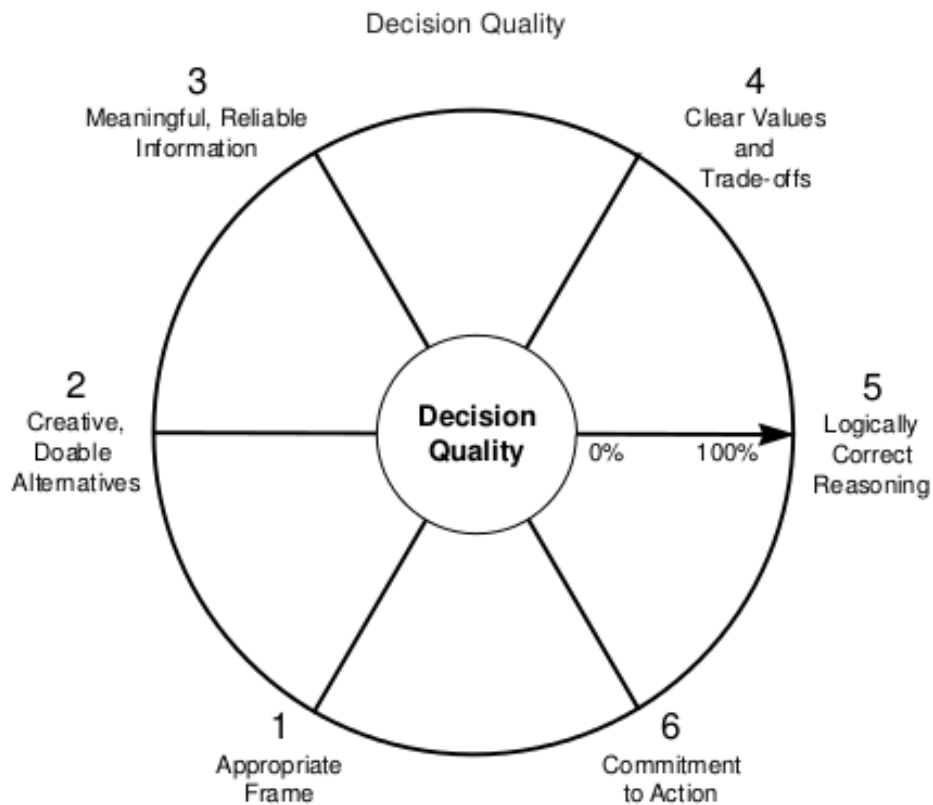 Decision Quality
3
Meaningful, Reliable
Information
4
Clear Values
and
Trade-offs
2
Creative,
Doable
Alternatives
Decision
Quality
0%
100%
5
Logically
Correct
Reasoning
1
Appropriate
Frame
6
Commitment
to Action